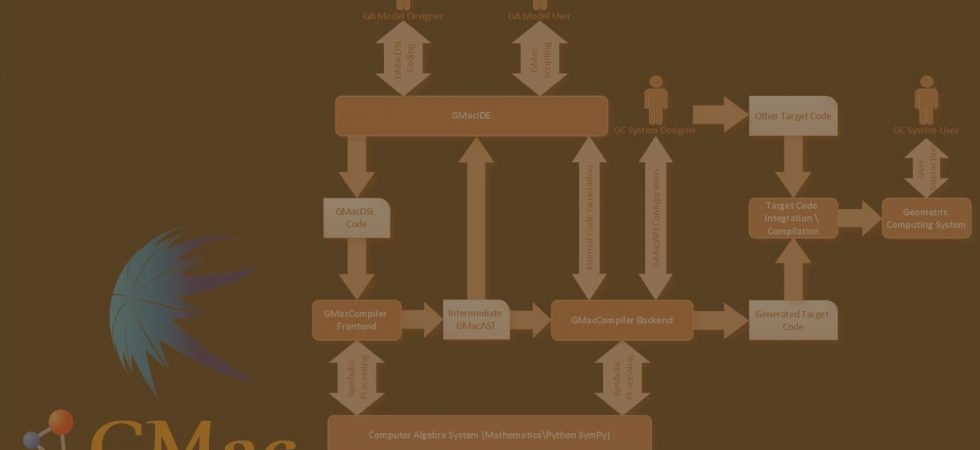 GA Model Designer
GA Model User
GMacDSL
Coding
GMac
Scripting
GMacIDE
GC System Designer
Other Target Code
GC System User
User
Interaction
GMacDSL
Code
Internal Code Generation
GMacAPI Configuration
Target Code
Integration \
Compilation
Geometric
Computing System
GMacCompiler
Frontend
Intermediate
GMacAST
GMacCompiler Backend
Generated Target
Code
Symbolic
Processing
Symbolic
Processing
Computer Algebra System (Mathematica\Python SymPy)
GMac